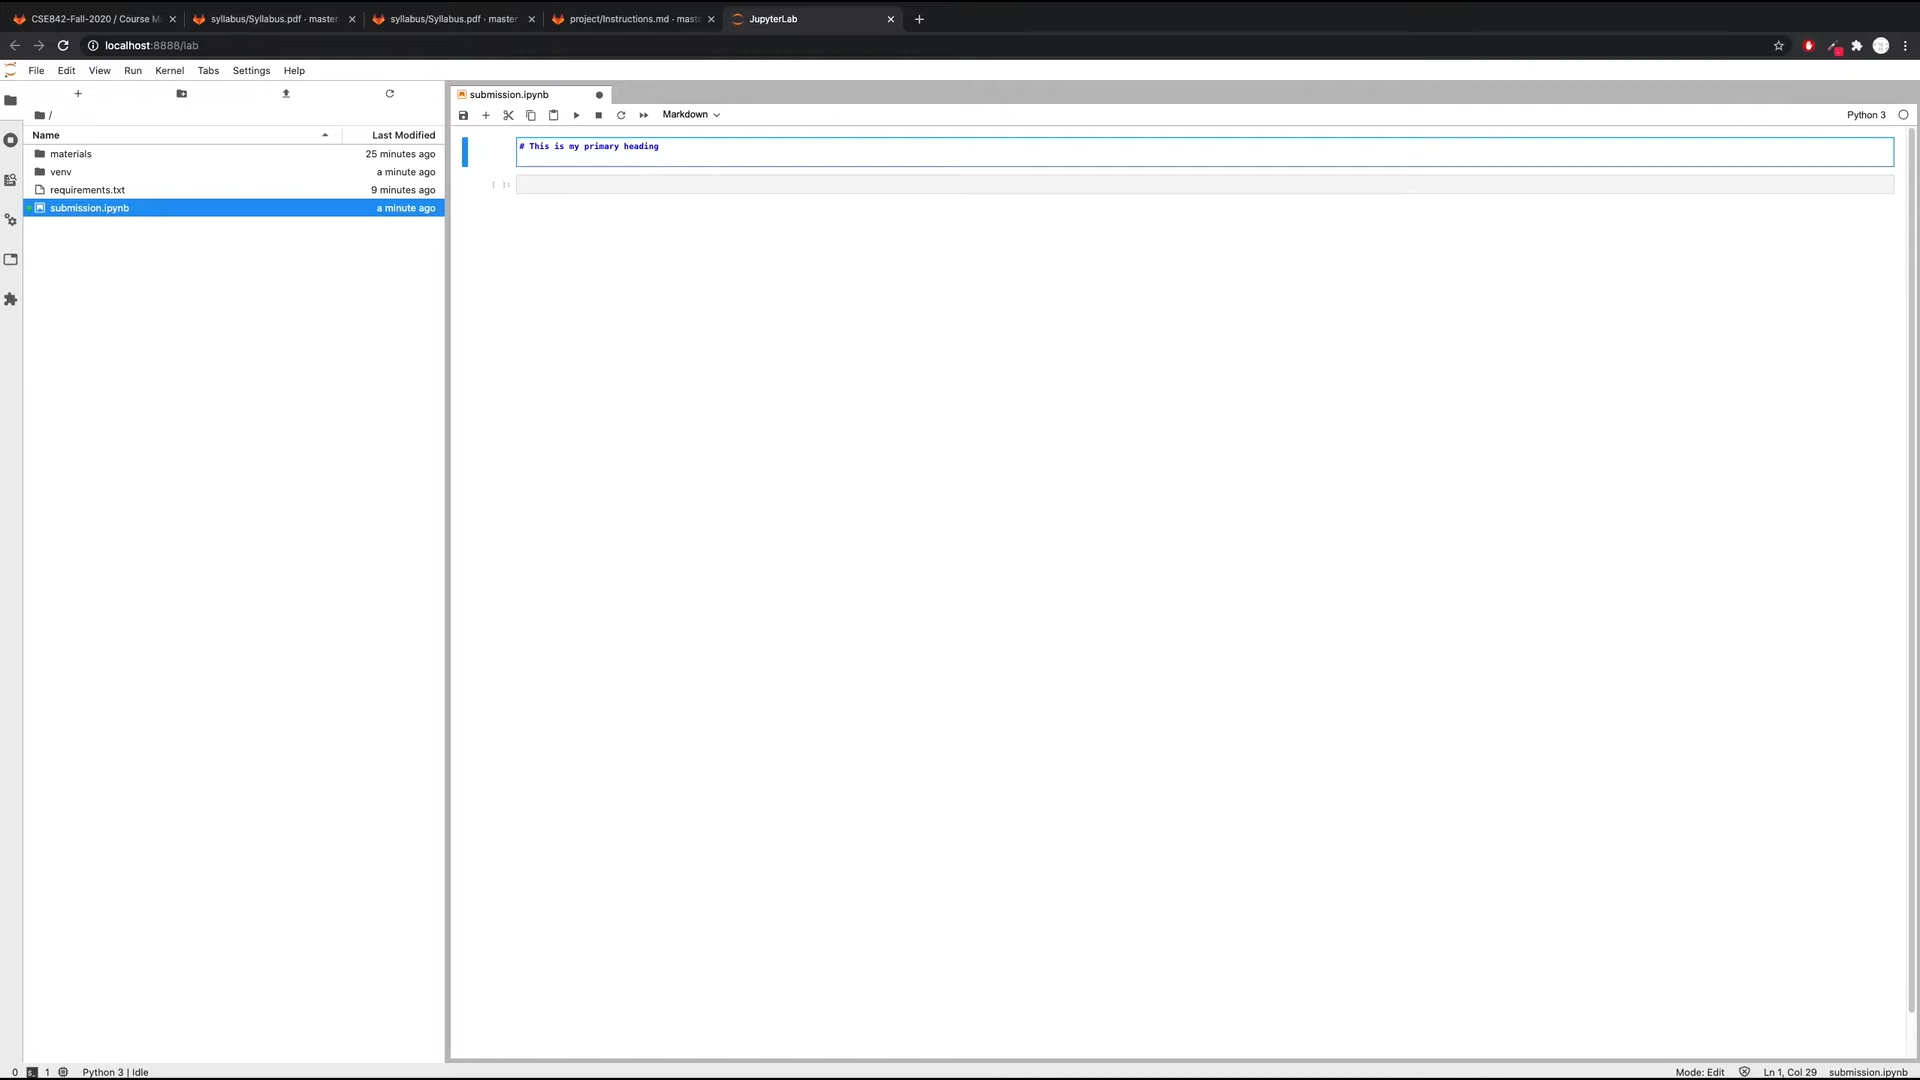 CSE842-Fall-2020 / Course M
syllabus/Syllabus.pdf · master
syllabus/Syllabus.pdf · master
project/Instructions.md · maste
JupyterLab
localhost:8888/lab
File Edit View Run Kernel Tabs Settings Help
submission.ipynb
/
Markdown
Python 3
Name Last Modified
materials 25 minutes ago
venv a minute ago
requirements.txt 9 minutes ago
submission.ipynb a minute ago
# This is my primary heading
[ ]:
0 1 Python 3 | Idle
Mode: Edit Ln 1, Col 29 submission.ipynb